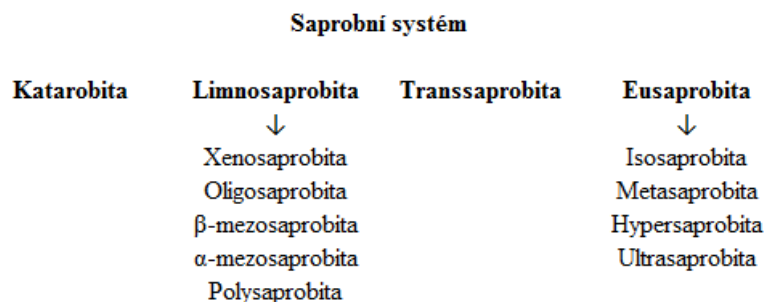 Saprobní systém
Katarobita Limnosaprobita Transsaprobita Eusaprobita
↓ ↓
Xenosaprobita Isosaprobita
Oligosaprobita Metasaprobita
β-mezosaprobita Hypersaprobita
α-mezosaprobita Ultrasaprobita
Polysaprobita